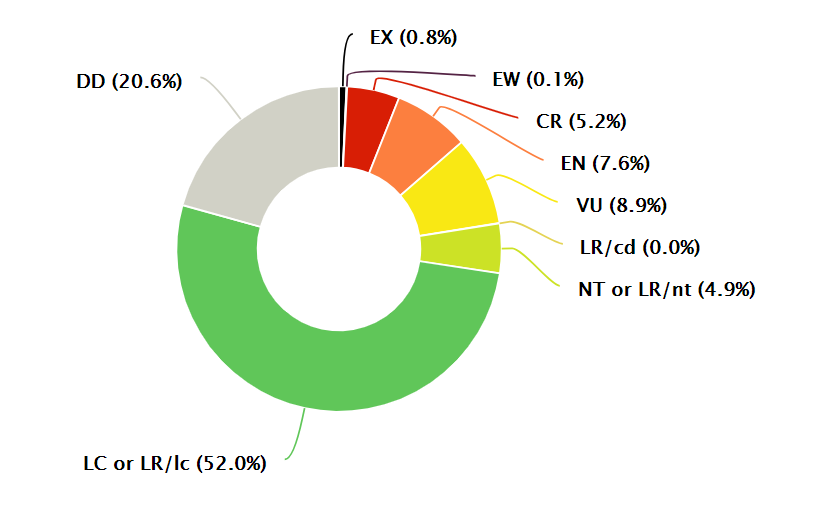 EX (0.8%)
DD (20.6%)
EW (0.1%)
CR (5.2%)
EN (7.6%)
VU (8.9%)
LR/cd (0.0%)
NT or LR/nt (4.9%)
LC or LR/lc (52.0%)